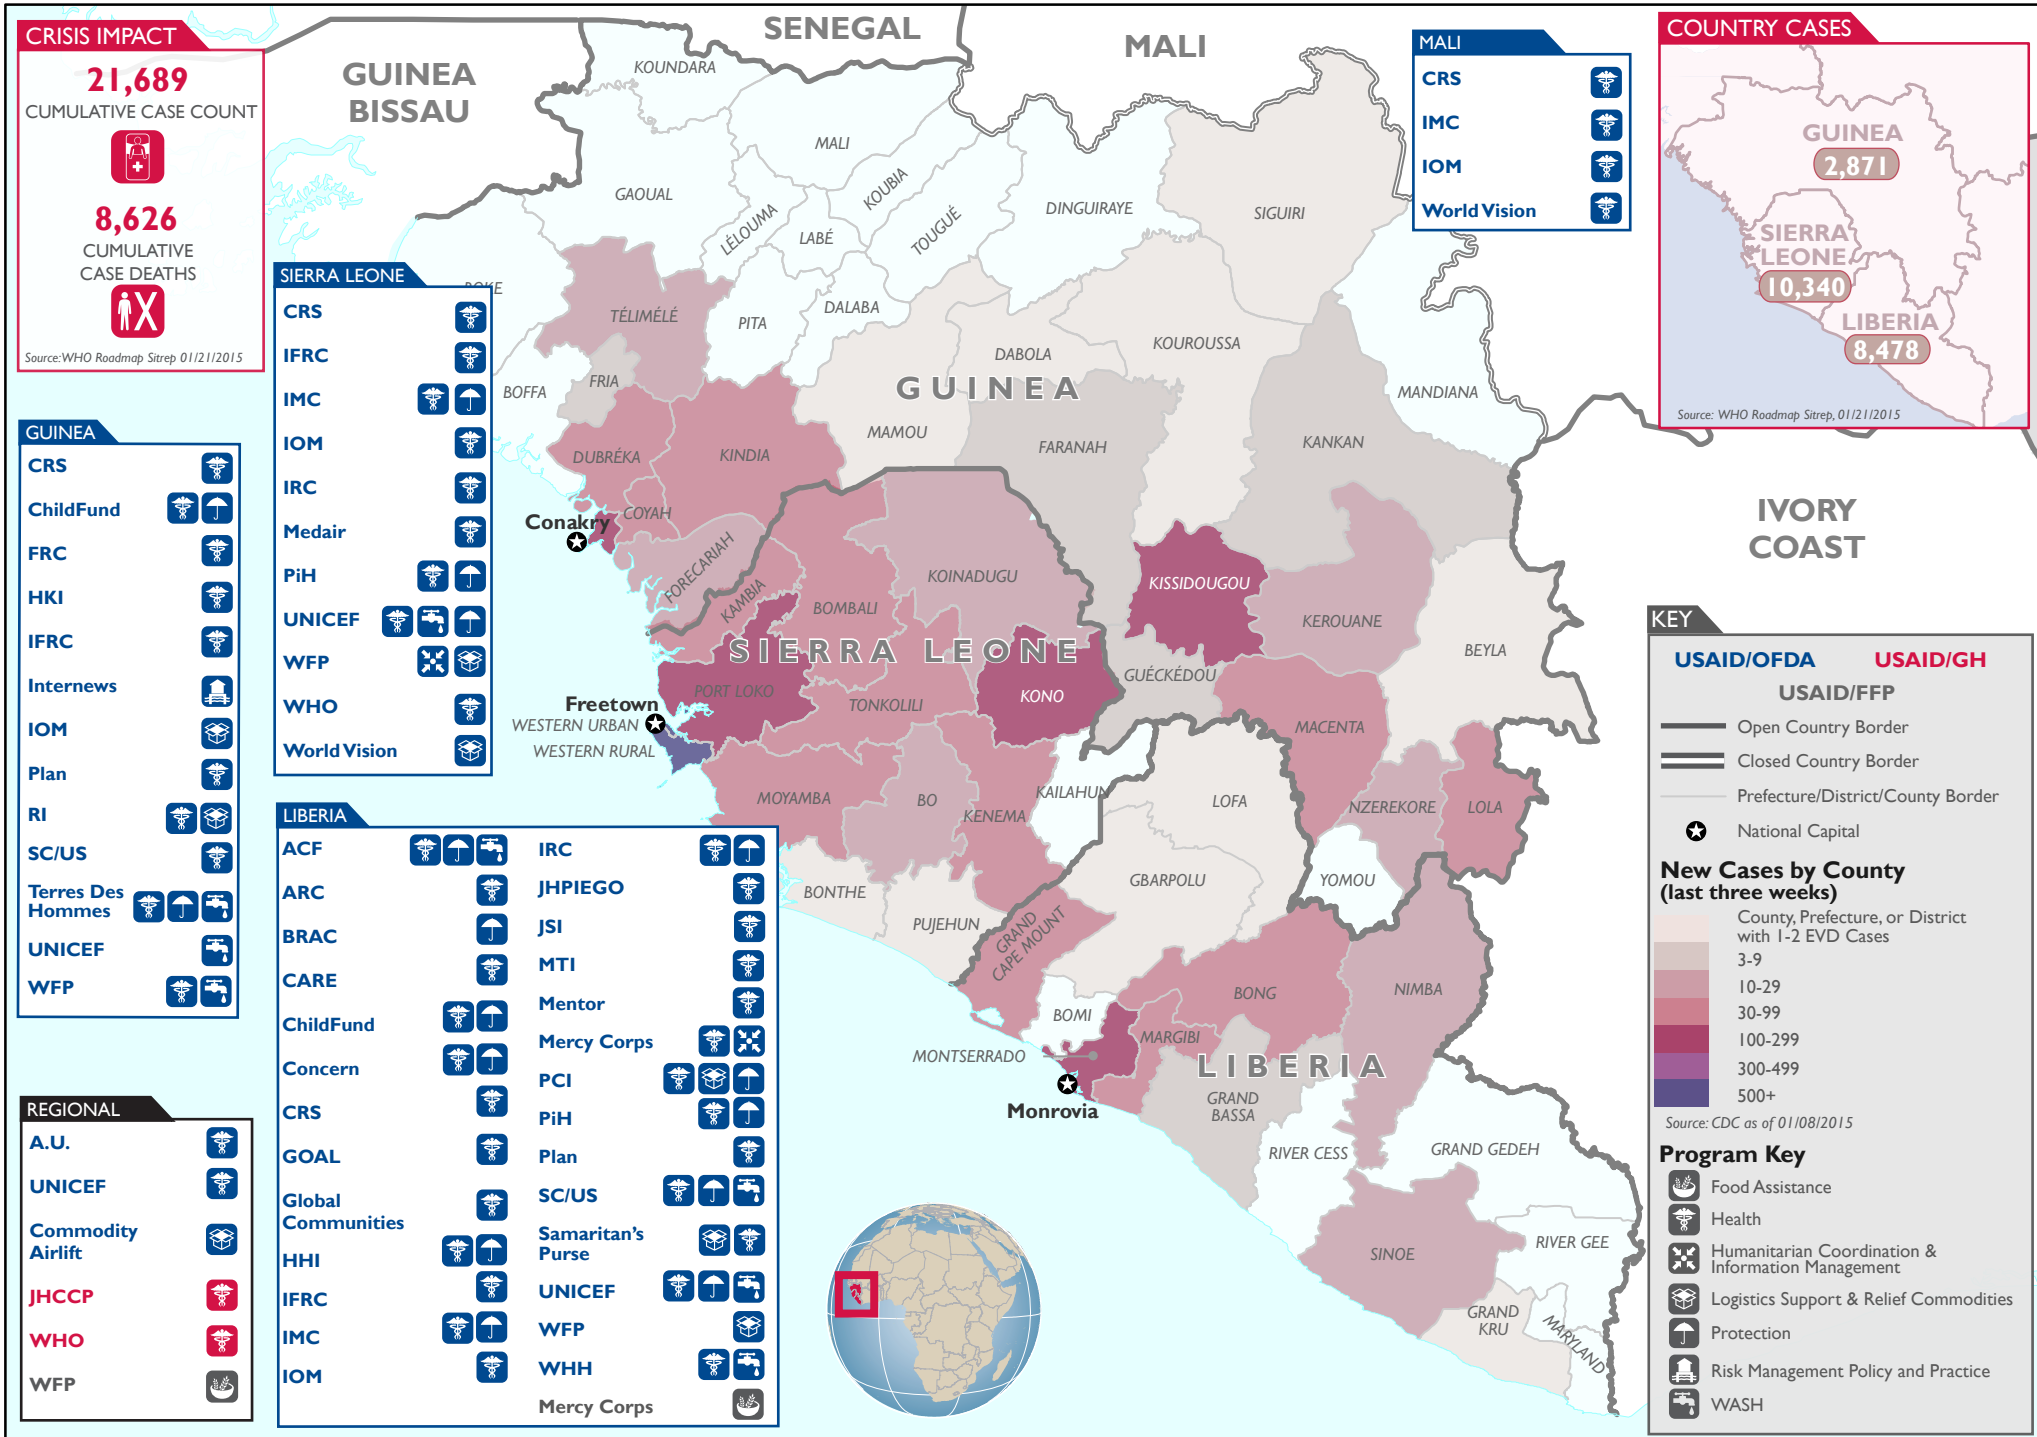 CRISIS IMPACT
21,689
CUMULATIVE CASE COUNT
8,626
CUMULATIVE
CASE DEATHS
Source: WHO Roadmap Sitrep 01/21/2015
GUINEA
CRS
ChildFund
FRC
HKI
IFRC
Internews
IOM
Plan
RI
SC/US
Terres Des
Hommes
UNICEF
WFP
REGIONAL
A.U.
UNICEF
Commodity
Airlift
JHCCP
WHO
WFP
SIERRA LEONE
CRS
IFRC
IMC
IOM
IRC
Medair
PiH
UNICEF
WFP
WHO
World Vision
LIBERIA
ACF
ARC
BRAC
CARE
ChildFund
Concern
CRS
GOAL
Global
Communities
HHI
IFRC
IMC
IOM
IRC
JHPIEGO
JSI
MTI
Mentor
Mercy Corps
PCI
PiH
Plan
SC/US
Samaritan's
Purse
UNICEF
WFP
WHH
Mercy Corps
MALI
CRS
IMC
IOM
World Vision
COUNTRY CASES
GUINEA
2,871
SIERRA
LEONE
10,340
LIBERIA
8,478
Source: WHO Roadmap Sitrep, 01/21/2015
SENEGAL
MALI
GUINEA
BISSAU
IVORY
COAST
KOUNDARA
MALI
GAOUAL
KOUBIA
LÉLOUMA
LABÉ
TOUGUÉ
DINGUIRAYE
SIGUIRI
BOKE
TÉLIMÉLÉ
PITA
DALABA
DABOLA
KOUROUSSA
MANDIANA
FRIA
BOFFA
GUINEA
MAMOU
FARANAH
KANKAN
DUBRÉKA
KINDIA
Conakry
COYAH
FORECARIAH
KAMBIA
KOINADUGU
BOMBALI
KISSIDOUGOU
KEROUANE
BEYLA
SIERRA LEONE
GUÉCKÉDOU
PORT LOKO
KONO
TONKOLILI
Freetown
WESTERN URBAN
WESTERN RURAL
MACENTA
MOYAMBA
BO
KENEMA
KAILAHUN
LOFA
NZEREKORE
LOLA
BONTHE
PUJEHUN
GBARPOLU
YOMOU
GRAND
CAPE MOUNT
BOMI
BONG
NIMBA
MONTSERRADO
MARGIBI
LIBERIA
Monrovia
GRAND
BASSA
RIVER CESS
GRAND GEDEH
SINOE
RIVER GEE
GRAND
KRU
MARYLAND
KEY
USAID/OFDA USAID/GH
USAID/FFP
Open Country Border
Closed Country Border
Prefecture/District/County Border
National Capital
New Cases by County
(last three weeks)
County, Prefecture, or District
with 1-2 EVD Cases
3-9
10-29
30-99
100-299
300-499
500+
Source: CDC as of 01/08/2015
Program Key
Food Assistance
Health
Humanitarian Coordination &
Information Management
Logistics Support & Relief Commodities
Protection
Risk Management Policy and Practice
WASH